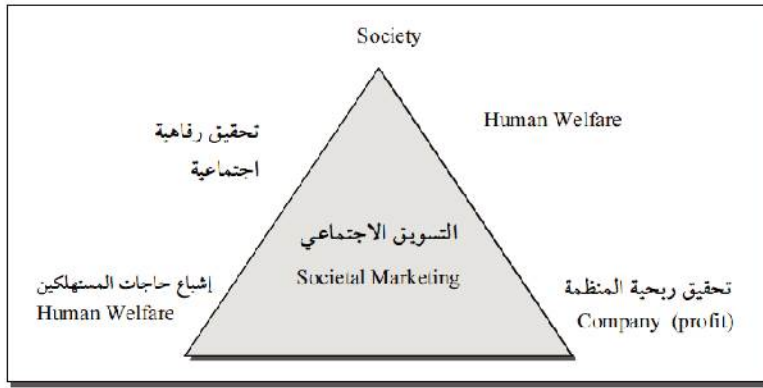 Society
Human Welfare
تحقيق رفاهية
اجتماعية
التسويق الاجتماعي
Societal Marketing
إشباع حاجات المستهلكين
Human Welfare
تحقيق ربحية المنظمة
Company (profit)